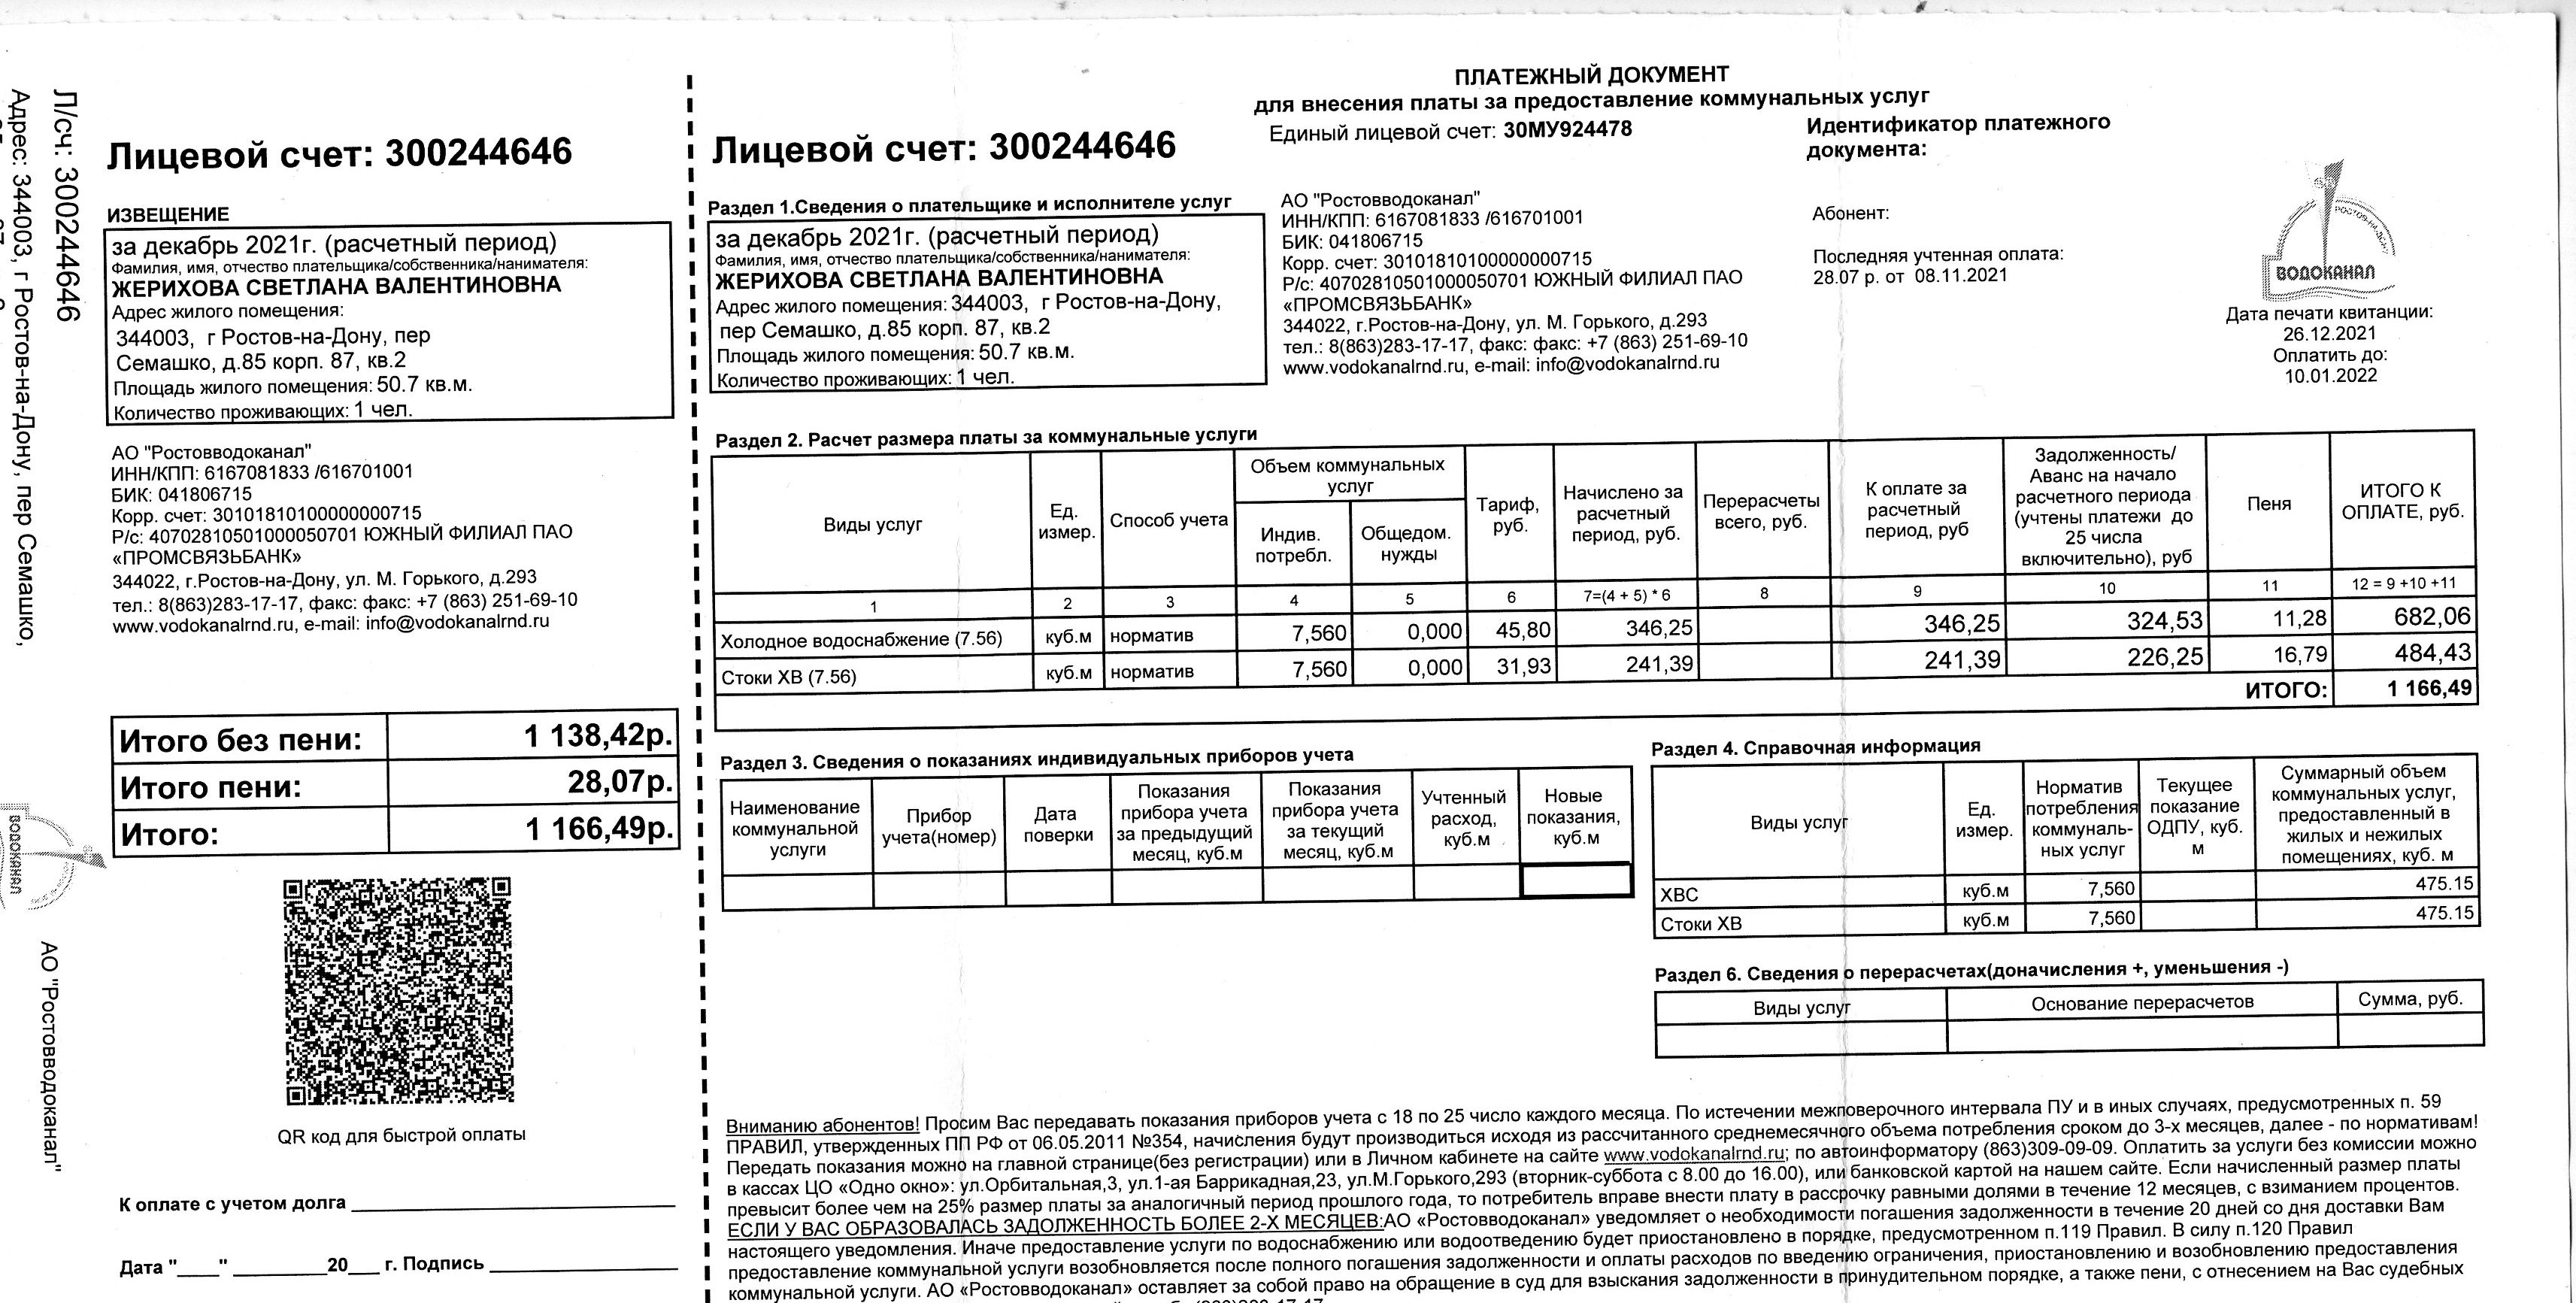 Л/сч: 300244646
Адрес: 344003, г Ростов-на-Дону, пер Семашко,
ВОДОКАНАЛ
АО "Ростовводоканал"
Лицевой счет: 300244646
ИЗВЕЩЕНИЕ
за декабрь 2021г. (расчетный период)
Фамилия, имя, отчество плательщика/собственника/нанимателя:
ЖЕРИХОВА СВЕТЛАНА ВАЛЕНТИНОВНА
Адрес жилого помещения:
344003, г Ростов-на-Дону, пер
Семашко, д.85 корп. 87, кв.2
Площадь жилого помещения: 50.7 кв.м.
Количество проживающих: 1 чел.
АО "Ростовводоканал"
ИНН/КПП: 6167081833 /616701001
БИК: 041806715
Корр. счет: 30101810100000000715
Р/с: 40702810501000050701 ЮЖНЫЙ ФИЛИАЛ ПАО
«ПРОМСВЯЗЬБАНК»
344022, г.Ростов-на-Дону, ул. М. Горького, д.293
тел.: 8(863)283-17-17, факс: факс: +7 (863) 251-69-10
www.vodokanalrnd.ru, e-mail: info@vodokanalrnd.ru
Итого без пени: 1 138,42р.
Итого пени: 28,07р.
Итого: 1 166,49р.
QR код для быстрой оплаты
К оплате с учетом долга ____________
Дата "____" _________20___ г. Подпись ____________
ПЛАТЕЖНЫЙ ДОКУМЕНТ
для внесения платы за предоставление коммунальных услуг
Лицевой счет: 300244646
Единый лицевой счет: 30МУ924478
Идентификатор платежного
документа:
Раздел 1.Сведения о плательщике и исполнителе услуг
за декабрь 2021г. (расчетный период)
Фамилия, имя, отчество плательщика/собственника/нанимателя:
ЖЕРИХОВА СВЕТЛАНА ВАЛЕНТИНОВНА
Адрес жилого помещения: 344003, г Ростов-на-Дону,
пер Семашко, д.85 корп. 87, кв.2
Площадь жилого помещения: 50.7 кв.м.
Количество проживающих: 1 чел.
АО "Ростовводоканал"
ИНН/КПП: 6167081833 /616701001
БИК: 041806715
Корр. счет: 30101810100000000715
Р/с: 40702810501000050701 ЮЖНЫЙ ФИЛИАЛ ПАО
«ПРОМСВЯЗЬБАНК»
344022, г.Ростов-на-Дону, ул. М. Горького, д.293
тел.: 8(863)283-17-17, факс: факс: +7 (863) 251-69-10
www.vodokanalrnd.ru, e-mail: info@vodokanalrnd.ru
Абонент:
Последняя учтенная оплата:
28.07 р. от 08.11.2021
РОСТОВ-НА-ДОНУ
ВОДОКАНАЛ
Дата печати квитанции:
26.12.2021
Оплатить до:
10.01.2022
Раздел 2. Расчет размера платы за коммунальные услуги
Виды услуг
Ед.
измер.
Способ учета
Объем коммунальных
услуг
Индив.
потребл.
Общедом.
нужды
Тариф,
руб.
Начислено за
расчетный
период, руб.
Перерасчеты
всего, руб.
К оплате за
расчетный
период, руб
Задолженность/
Аванс на начало
расчетного периода
(учтены платежи до
25 числа
включительно), руб
Пеня
ИТОГО К
ОПЛАТЕ, руб.
1 2 3 4 5 6 7=(4 + 5) * 6 8 9 10 11 12 = 9 +10 +11
Холодное водоснабжение (7.56) куб.м норматив 7,560 0,000 45,80 346,25 346,25 324,53 11,28 682,06
Стоки ХВ (7.56) куб.м норматив 7,560 0,000 31,93 241,39 241,39 226,25 16,79 484,43
ИТОГО: 1 166,49
Раздел 3. Сведения о показаниях индивидуальных приборов учета
Наименование
коммунальной
услуги
Прибор
учета(номер)
Дата
поверки
Показания
прибора учета
за предыдущий
месяц, куб.м
Показания
прибора учета
за текущий
месяц, куб.м
Учтенный
расход,
куб.м
Новые
показания,
куб.м
Раздел 4. Справочная информация
Виды услуг
Ед.
измер.
Норматив
потребления
коммуналь-
ных услуг
Текущее
показание
ОДПУ, куб.
м
Суммарный объем
коммунальных услуг,
предоставленный в
жилых и нежилых
помещениях, куб. м
ХВС куб.м 7,560 475.15
Стоки ХВ куб.м 7,560 475.15
Раздел 6. Сведения о перерасчетах(доначисления +, уменьшения -)
Виды услуг Основание перерасчетов Сумма, руб.
Вниманию абонентов! Просим Вас передавать показания приборов учета с 18 по 25 число каждого месяца. По истечении межповерочного интервала ПУ и в иных случаях, предусмотренных п. 59
ПРАВИЛ, утвержденных ПП РФ от 06.05.2011 №354, начисления будут производиться исходя из рассчитанного среднемесячного объема потребления сроком до 3-х месяцев, далее - по нормативам!
Передать показания можно на главной странице(без регистрации) или в Личном кабинете на сайте www.vodokanalrnd.ru; по автоинформатору (863)309-09-09. Оплатить за услуги без комиссии можно
в кассах ЦО «Одно окно»: ул.Орбитальная,3, ул.1-ая Баррикадная,23, ул.М.Горького,293 (вторник-суббота с 8.00 до 16.00), или банковской картой на нашем сайте. Если начисленный размер платы
превысит более чем на 25% размер платы за аналогичный период прошлого года, то потребитель вправе внести плату в рассрочку равными долями в течение 12 месяцев, с взиманием процентов.
ЕСЛИ У ВАС ОБРАЗОВАЛАСЬ ЗАДОЛЖЕННОСТЬ БОЛЕЕ 2-Х МЕСЯЦЕВ:АО «Ростовводоканал» уведомляет о необходимости погашения задолженности в течение 20 дней со дня доставки Вам
настоящего уведомления. Иначе предоставление услуги по водоснабжению или водоотведению будет приостановлено в порядке, предусмотренном п.119 Правил. В силу п.120 Правил
предоставление коммунальной услуги возобновляется после полного погашения задолженности и оплаты расходов по введению ограничения, приостановлению и возобновлению предоставления
коммунальной услуги. АО «Ростовводоканал» оставляет за собой право на обращение в суд для взыскания задолженности в принудительном порядке, а также пени, с отнесением на Вас судебных